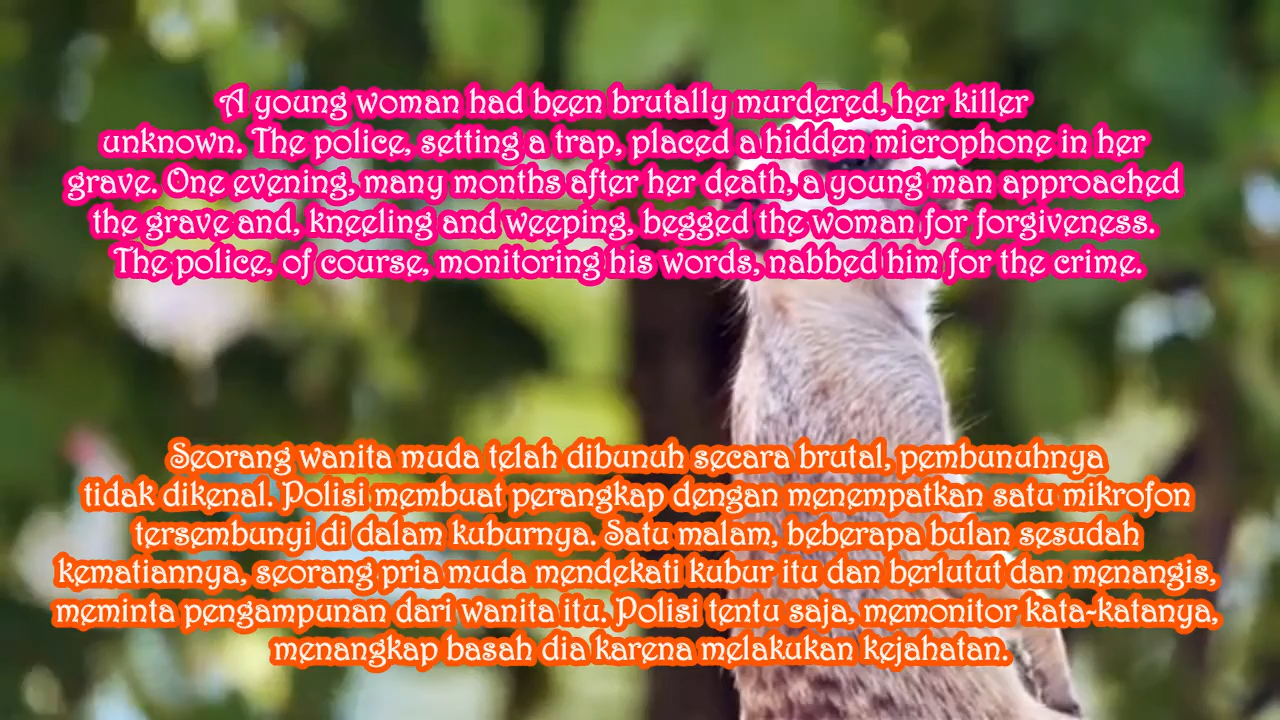 A young woman had been brutally murdered, her killer
unknown. The police, setting a trap, placed a hidden microphone in her
grave. One evening, many months after her death, a young man approached
the grave and, kneeling and weeping, begged the woman for forgiveness.
The police, of course, monitoring his words, nabbed him for the crime.
Seorang wanita muda telah dibunuh secara brutal, pembunuhnya
tidak dikenal. Polisi membuat perangkap dengan menempatkan satu mikrofon
tersembunyi di dalam kuburnya. Satu malam, beberapa bulan sesudah
kematiannya, seorang pria muda mendekati kubur itu dan berlutut dan menangis,
meminta pengampunan dari wanita itu. Polisi tentu saja, memonitor kata-katanya,
menangkap basah dia karena melakukan kejahatan.